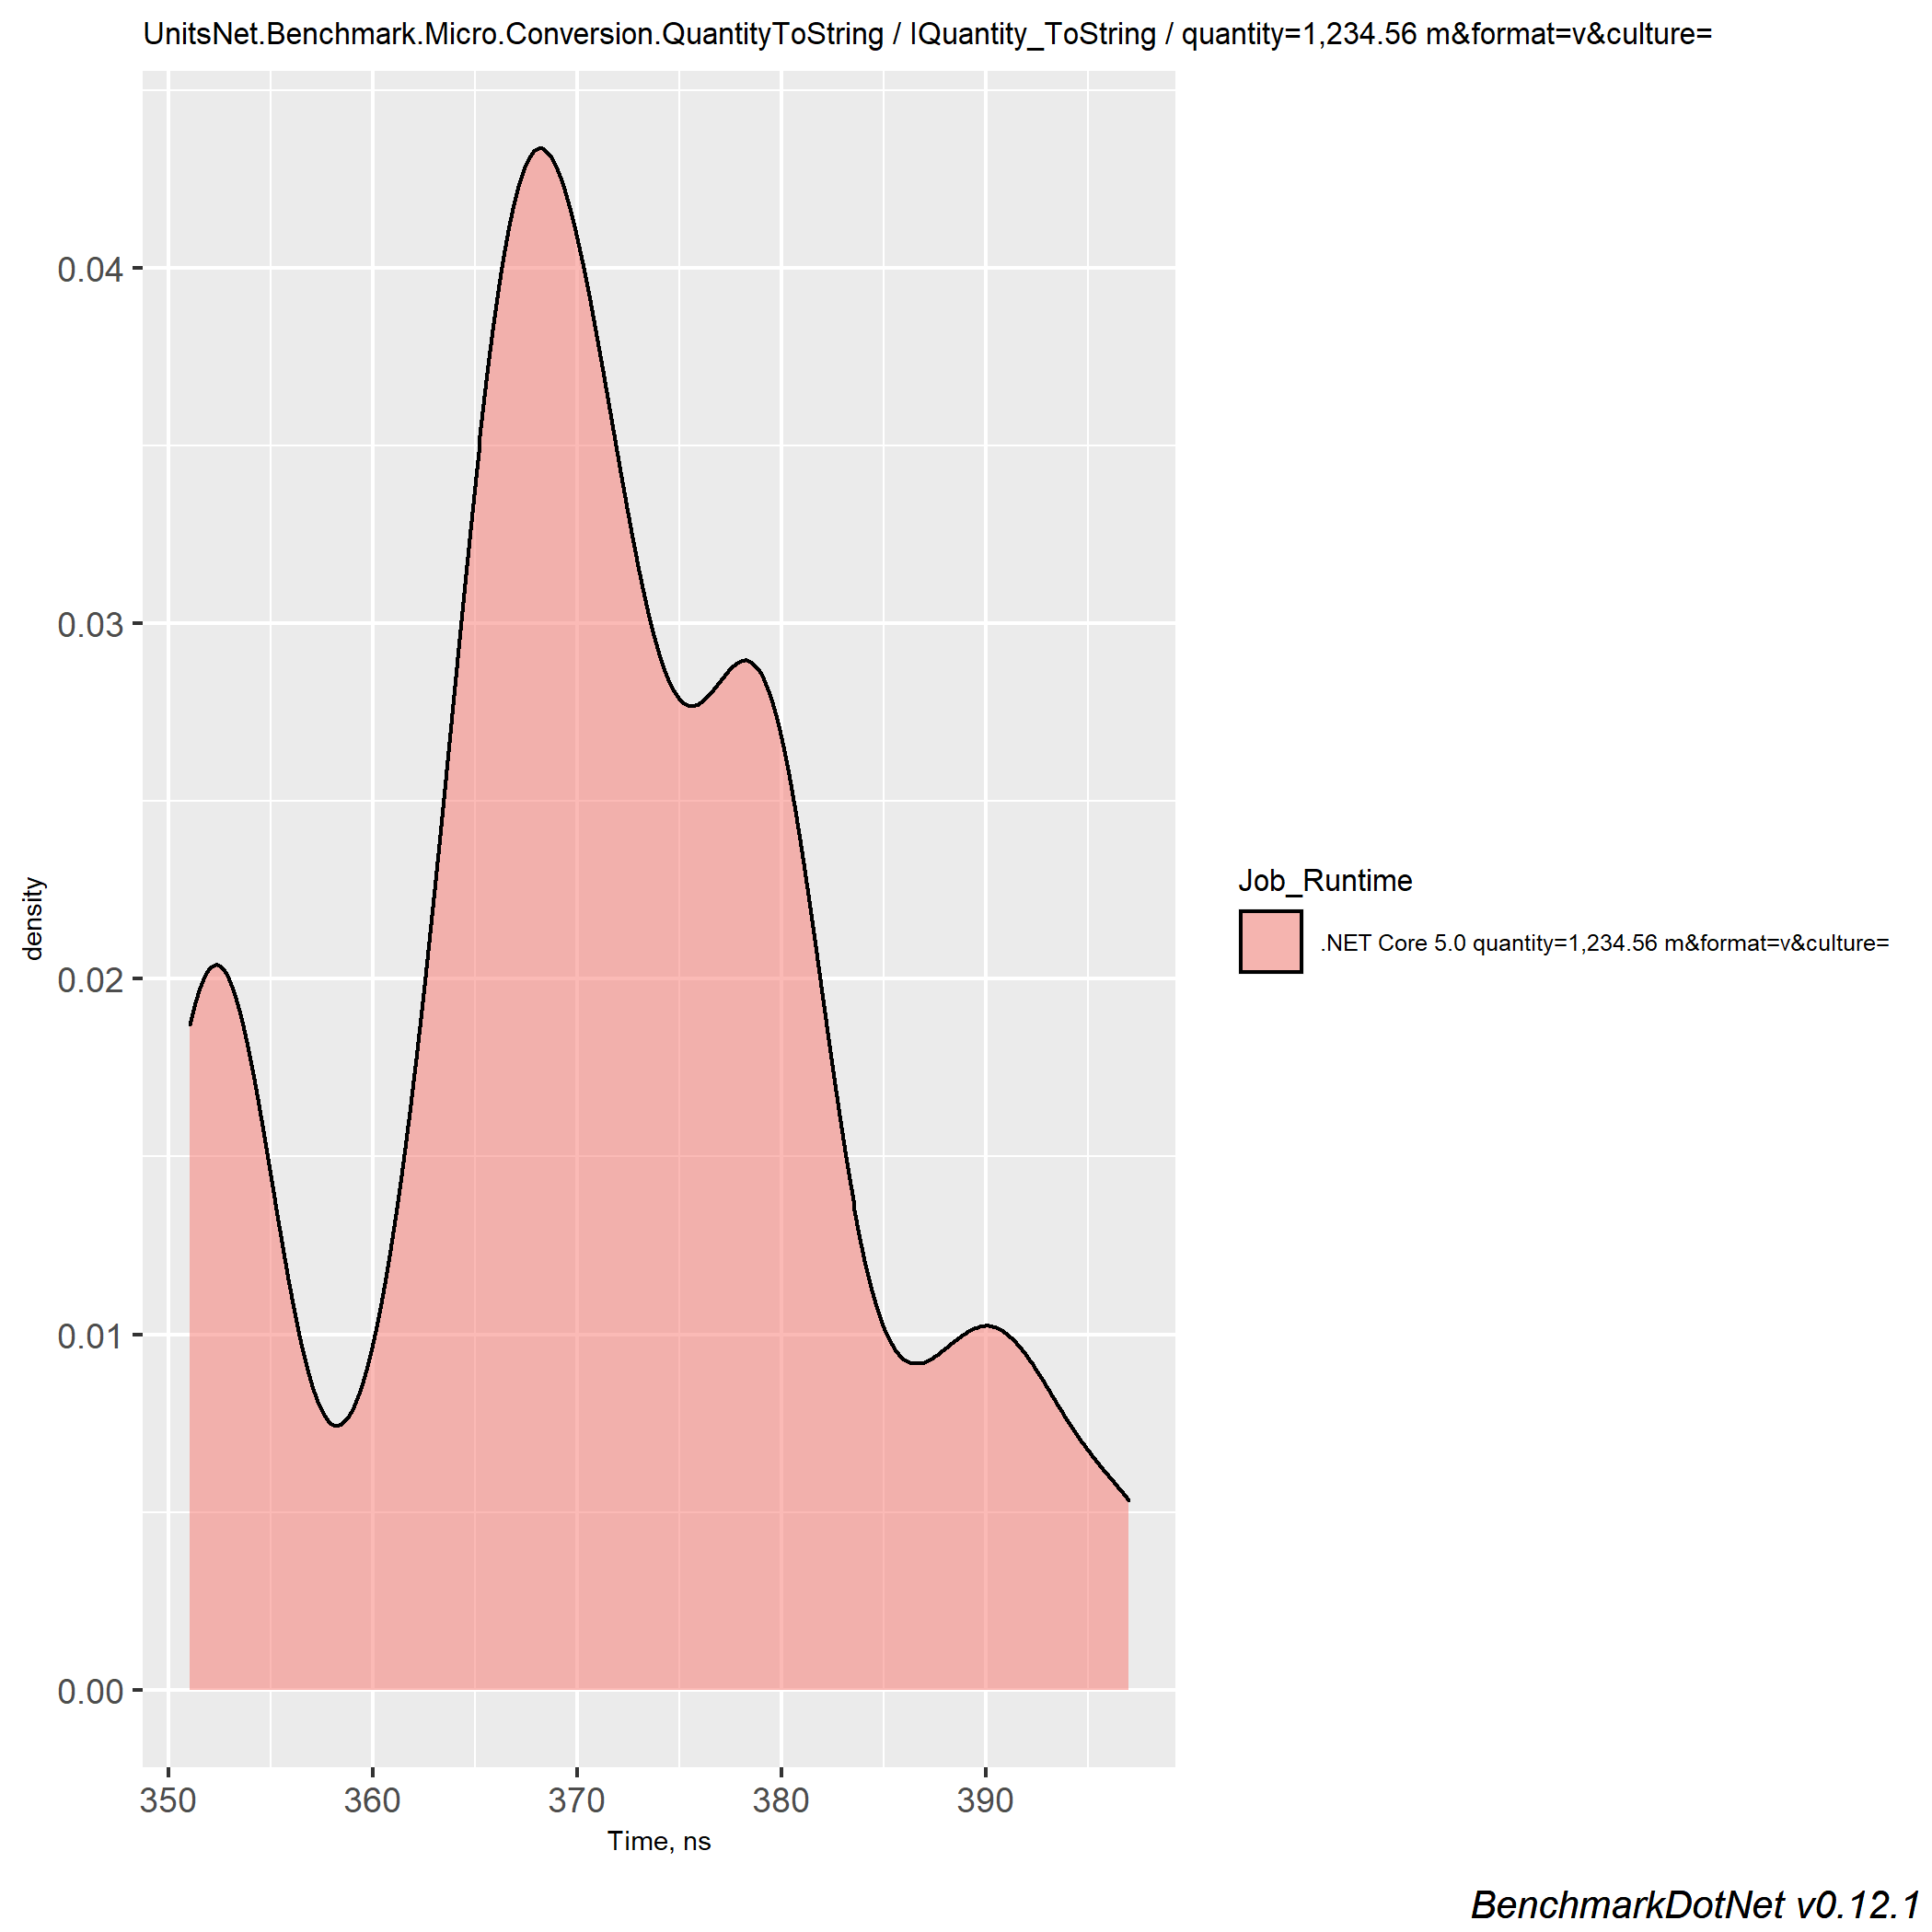 UnitsNet.Benchmark.Micro.Conversion.QuantityToString / IQuantity_ToString / quantity=1,234.56 m&format=v&culture=
0.04
0.03
0.02
0.01
0.00
density
350 360 370 380 390
Time, ns
Job_Runtime
.NET Core 5.0 quantity=1,234.56 m&format=v&culture=
BenchmarkDotNet v0.12.1